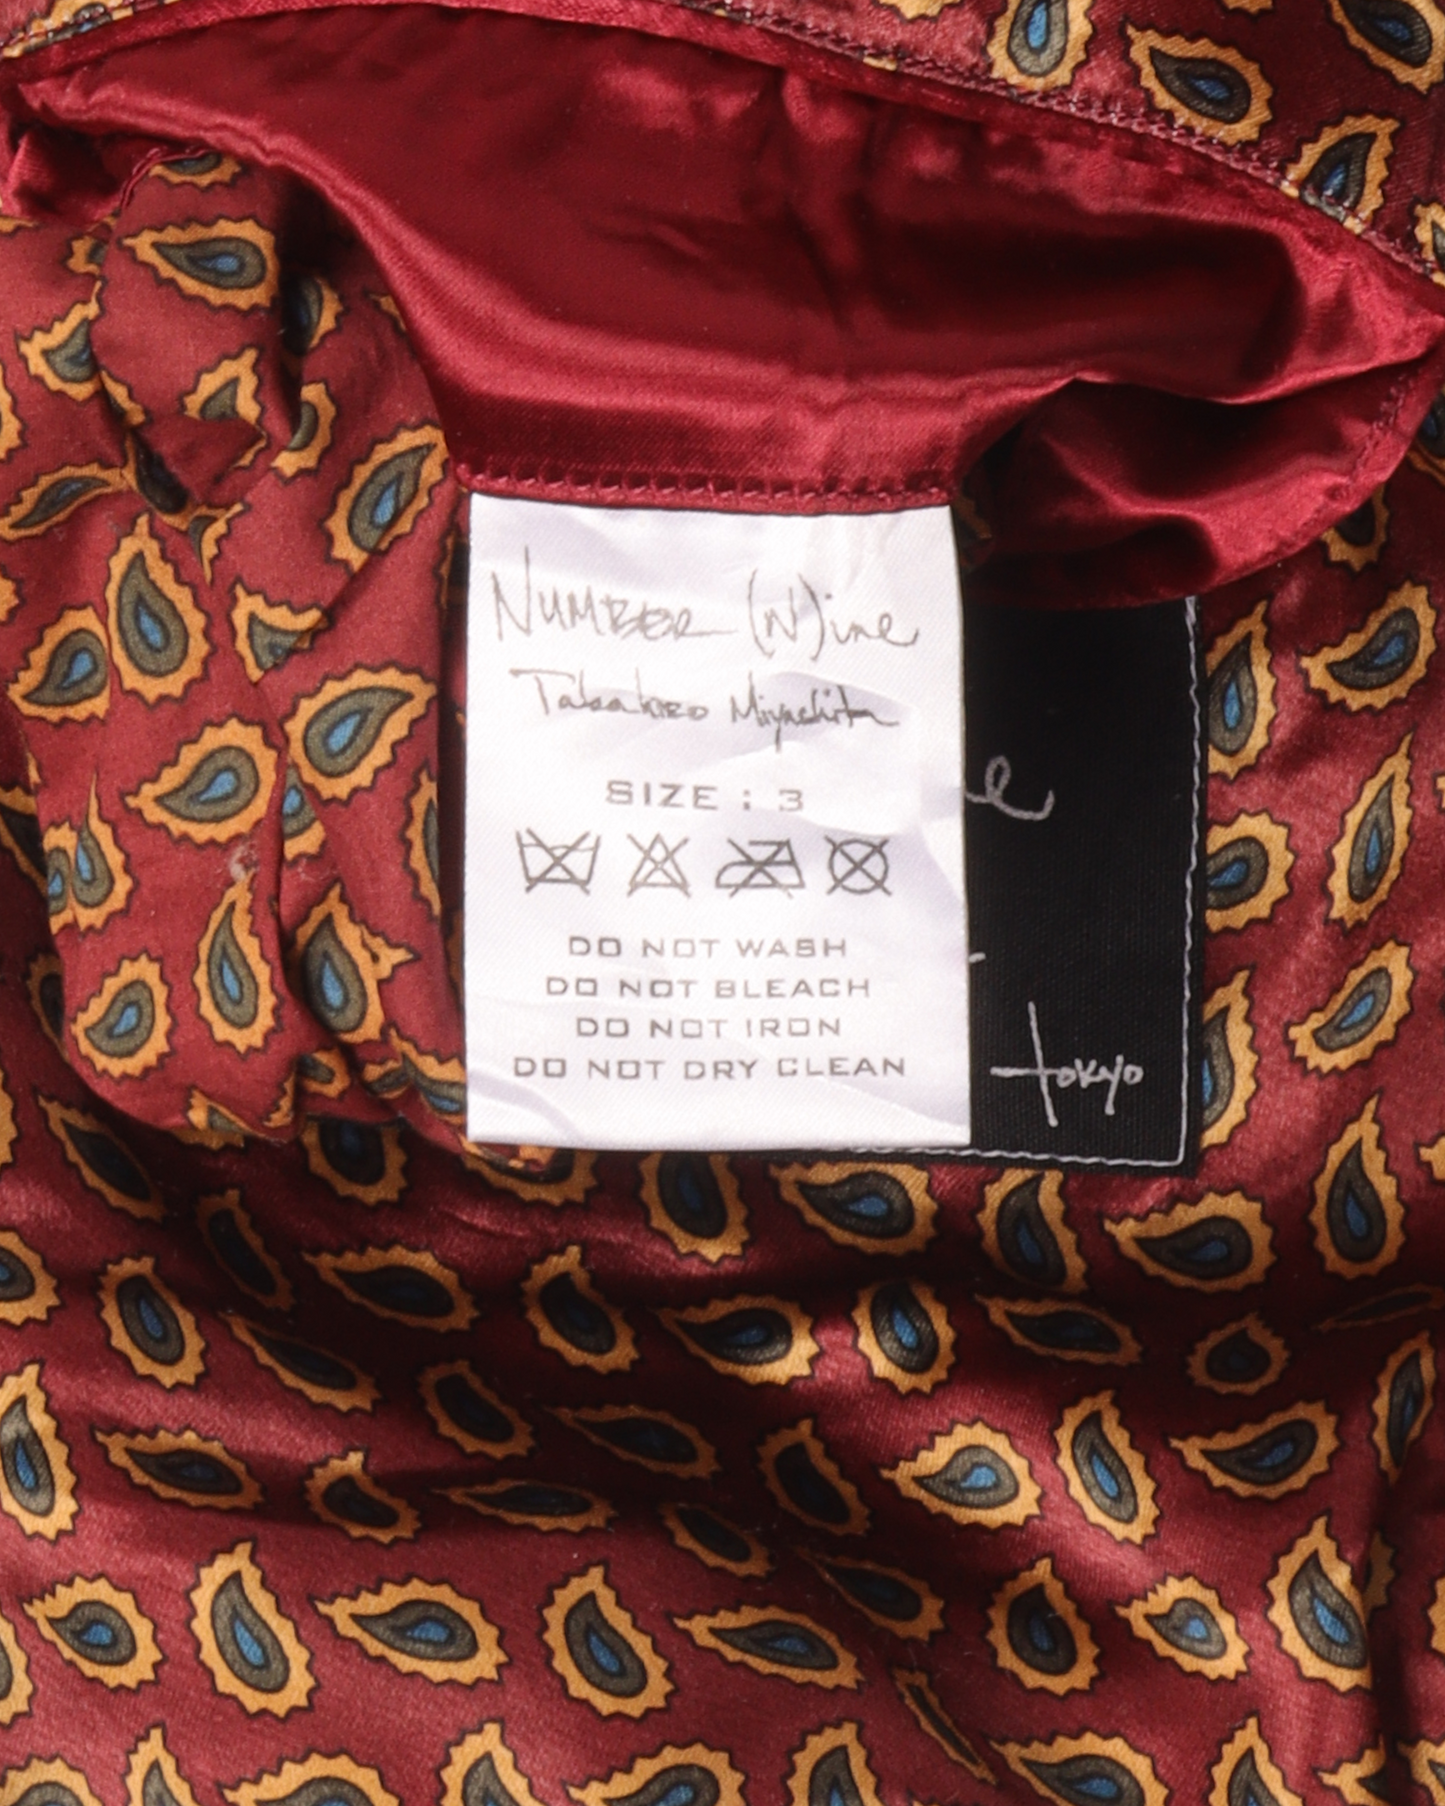 NUMBER (N)ine
Takahiro Miyashita
SIZE : 3
DO NOT WASH
DO NOT BLEACH
DO NOT IRON
DO NOT DRY CLEAN
e
tokyo